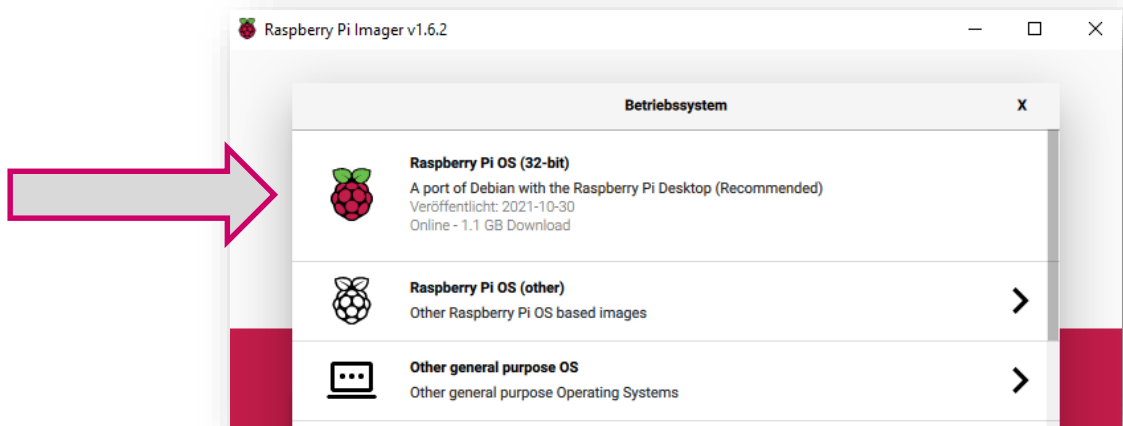 Raspberry Pi Imager v1.6.2
Betriebssystem X
Raspberry Pi OS (32-bit)
A port of Debian with the Raspberry Pi Desktop (Recommended)
Veröffentlicht: 2021-10-30
Online - 1.1 GB Download
Raspberry Pi OS (other)
Other Raspberry Pi OS based images
Other general purpose OS
Other general purpose Operating Systems